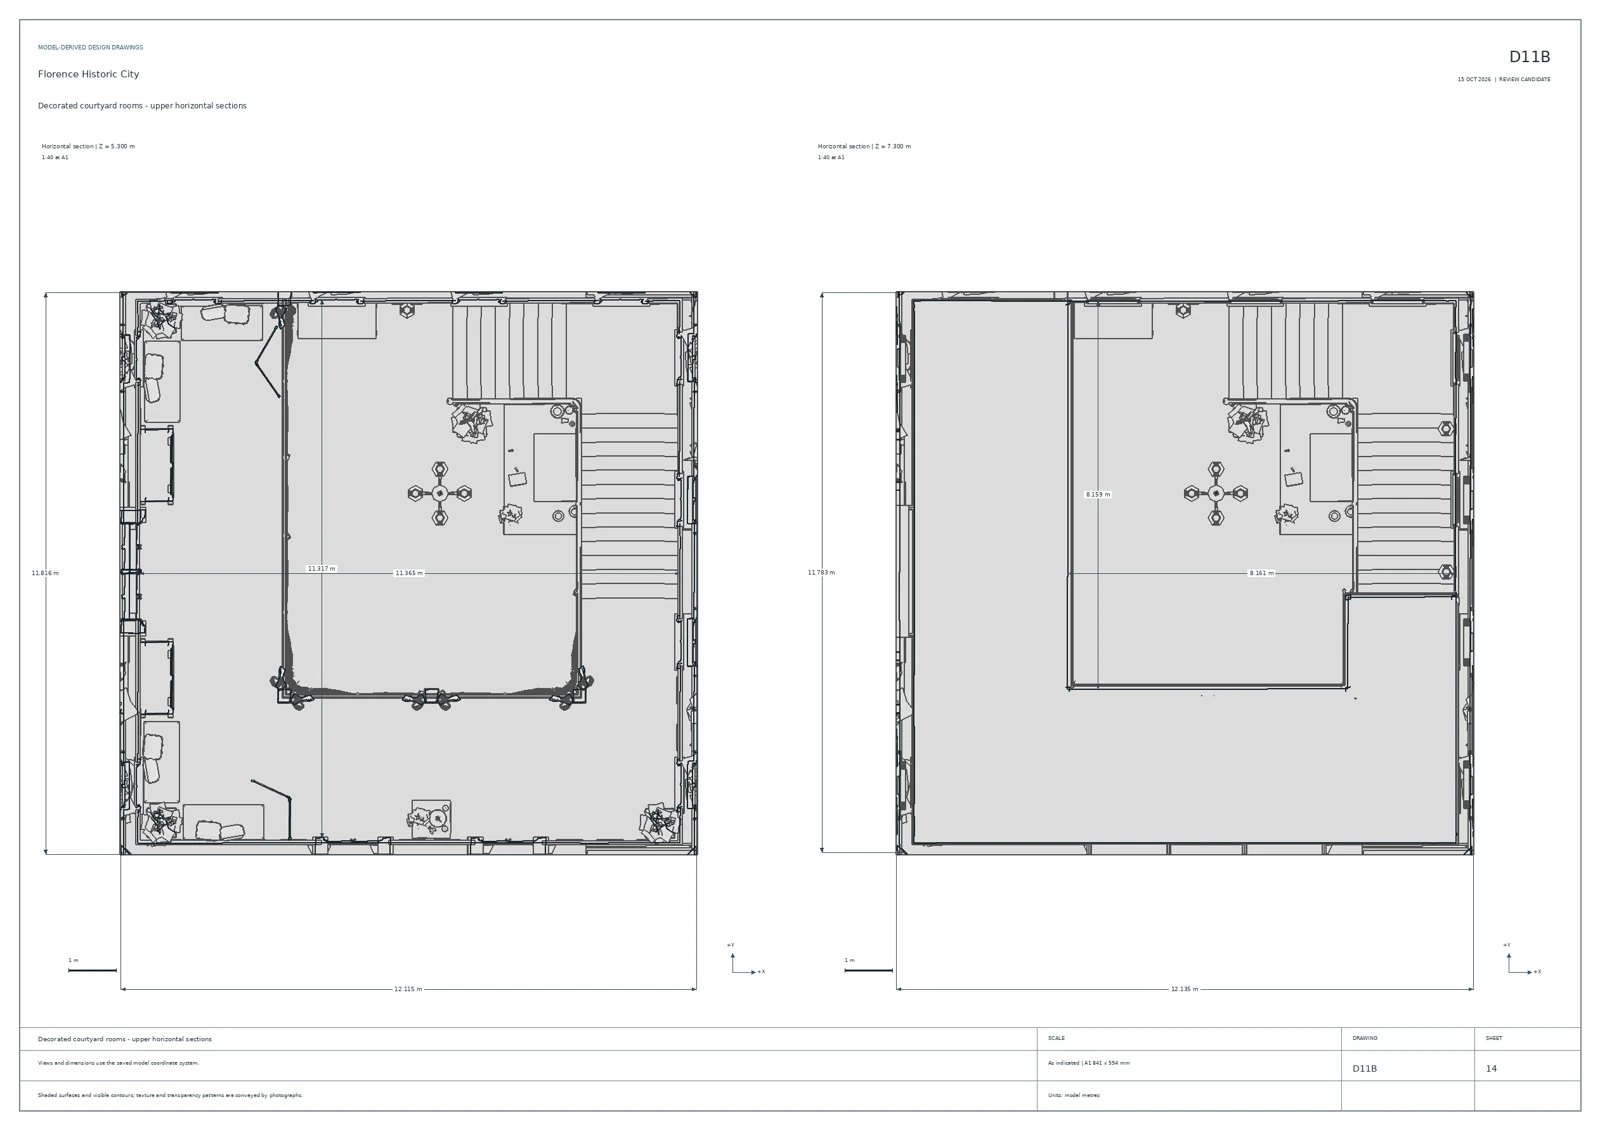 MODEL-DERIVED DESIGN DRAWINGS
D11B
Florence Historic City
15 OCT 2026 | REVIEW CANDIDATE
Decorated courtyard rooms - upper horizontal sections
Horizontal section | Z = 5.300 m
1:40 at A1
Horizontal section | Z = 7.300 m
1:40 at A1
11.816 m
11.317 m
11.365 m
12.115 m
1 m
+Y
+X
11.783 m
8.159 m
8.161 m
12.135 m
1 m
+Y
+X
Decorated courtyard rooms - upper horizontal sections
SCALE
DRAWING
SHEET
Views and dimensions use the saved model coordinate system.
As indicated | A1 841 x 594 mm
D11B
14
Shaded surfaces and visible contours; texture and transparency patterns are conveyed by photographs.
Units: model metres